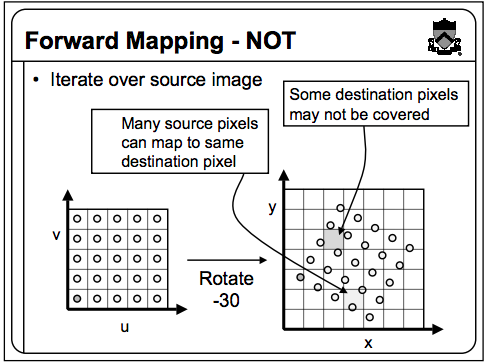 Forward Mapping - NOT
• Iterate over source image
Many source pixels
can map to same
destination pixel
Some destination pixels
may not be covered
v
u
Rotate
-30
y
x